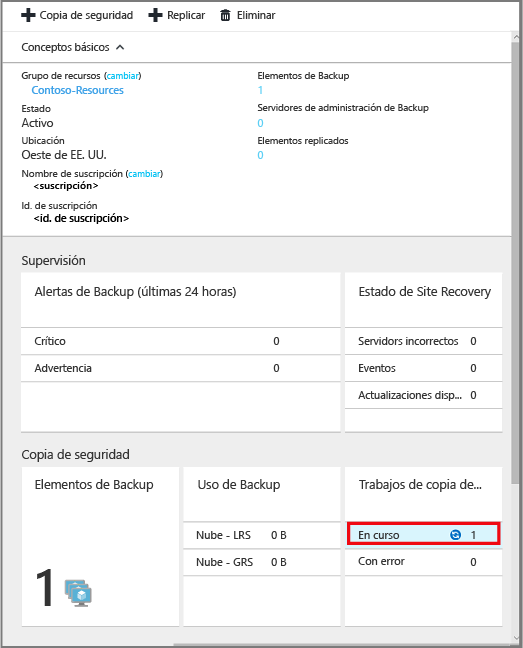 Copia de seguridad Replicar Eliminar
Conceptos básicos
Grupo de recursos (cambiar)
Contoso-Resources
Estado
Activo
Ubicación
Oeste de EE. UU.
Nombre de suscripción (cambiar)
<suscripción>
Id. de suscripción
<id. de suscripción>
Elementos de Backup
1
Servidores de administración de Backup
0
Elementos replicados
0
Supervisión
Alertas de Backup (últimas 24 horas)
Crítico 0
Advertencia 0
Estado de Site Recovery
Servidors incorrectos 0
Eventos 0
Actualizaciones disp... 0
Copia de seguridad
Elementos de Backup
1
Uso de Backup
Nube - LRS 0 B
Nube - GRS 0 B
Trabajos de copia de...
En curso 1
Con error 0